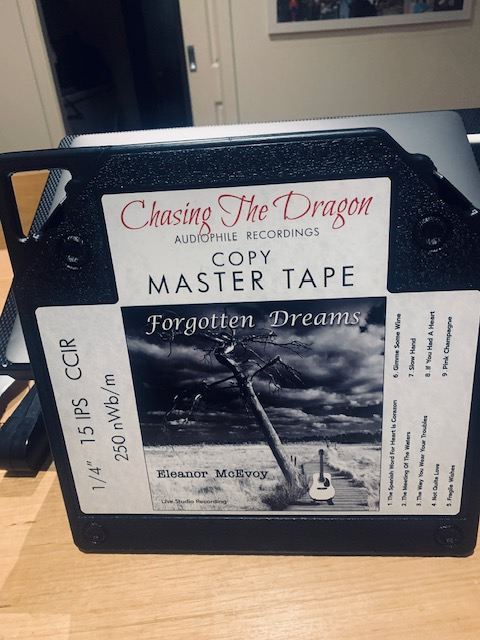 Chasing The Dragon
AUDIOPHILE RECORDINGS
COPY
MASTER TAPE
1/4" 15 IPS CCIR
250 nWb/m
Forgotten Dreams
Eleanor McEvoy
Live Studio Recording
1. The Spanish Word For Heart Is Corazon
2. The Meeting Of The Waters
3. The Way You Wear Your Troubles
4. Not Quite Love
5. Fragile Wishes
6. Gimme Some Wine
7. Slow Hand
8. If You Had A Heart
9. Pink Champagne